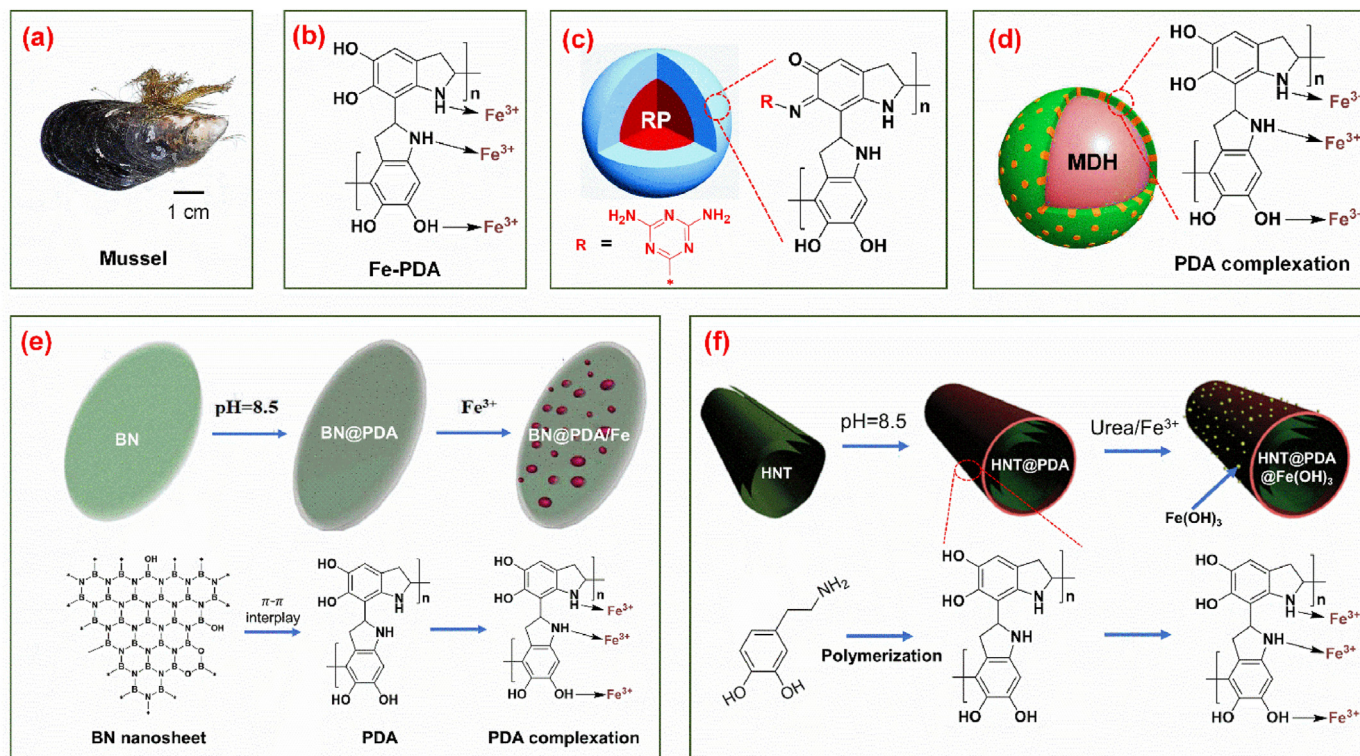 (a)
1 cm
Mussel
(b)
HO
HO
n
N
H
Fe³⁺
NH
Fe³⁺
HO
OH
Fe³⁺
Fe-PDA
(c)
RP
O
R
N
N
H
n
NH
HO
OH
H₂N
N
NH₂
N
N
R =
*
(d)
MDH
HO
HO
n
N
H
Fe³⁺
NH
Fe³⁺
HO
OH
Fe³⁺
PDA complexation
(e)
BN
pH=8.5
BN@PDA
Fe³⁺
BN@PDA/Fe
OH
OH
π-π
interplay
HO
HO
n
N
H
NH
HO
OH
HO
HO
n
N
H
Fe³⁺
NH
Fe³⁺
HO
OH
Fe³⁺
BN nanosheet
PDA
PDA complexation
(f)
HNT
pH=8.5
HNT@PDA
Urea/Fe³⁺
HNT@PDA
@Fe(OH)₃
Fe(OH)₃
NH₂
HO
OH
Polymerization
HO
HO
n
N
H
NH
HO
OH
HO
HO
n
N
H
Fe³⁺
NH
Fe³⁺
HO
OH
Fe³⁺